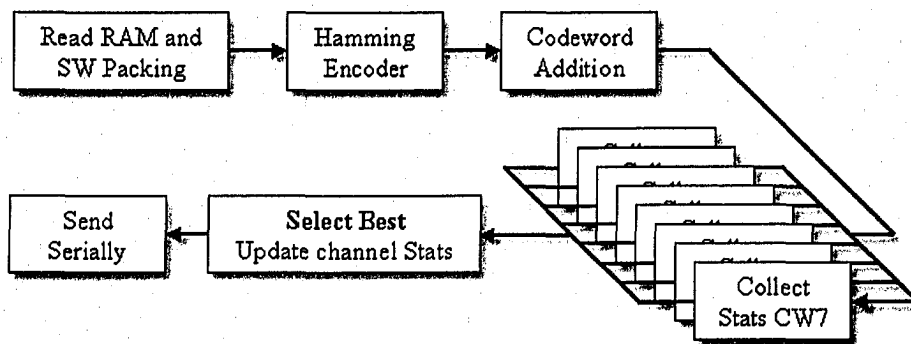 Read RAM and
SW Packing
Hamming
Encoder
Codeword
Addition
Send
Serially
Select Best
Update channel Stats
Collect
Stats CW7